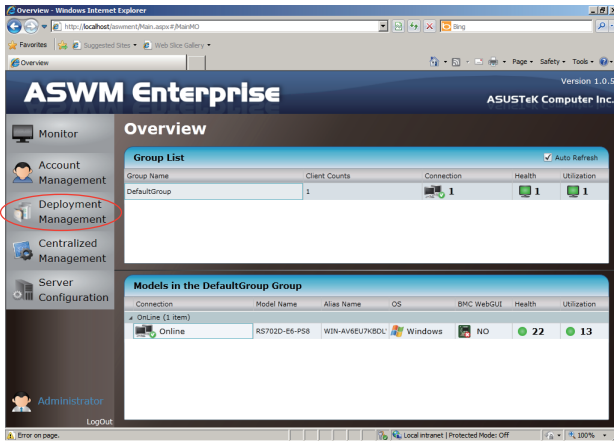 Overview - Windows Internet Explorer
http://localhost/aswment/Main.aspx#/MainMO
Bing
Favorites
Suggested Sites
Web Slice Gallery
Overview
Page
Safety
Tools
ASWM Enterprise
Version 1.0.5
ASUSTeK Computer Inc.
Monitor
Account
Management
Deployment
Management
Centralized
Management
Server
Configuration
Administrator
LogOut
Overview
Group List
Auto Refresh
Group Name Client Counts Connection Health Utilization
DefaultGroup 1 1 1 1
Models in the DefaultGroup Group
Connection Model Name Alias Name OS BMC WebGUI Health Utilization
OnLine (1 item)
Online RS702D-E6-PS8 WIN-AV6EU7KBDL Windows NO 22 13
Error on page.
Local intranet | Protected Mode: Off
100%